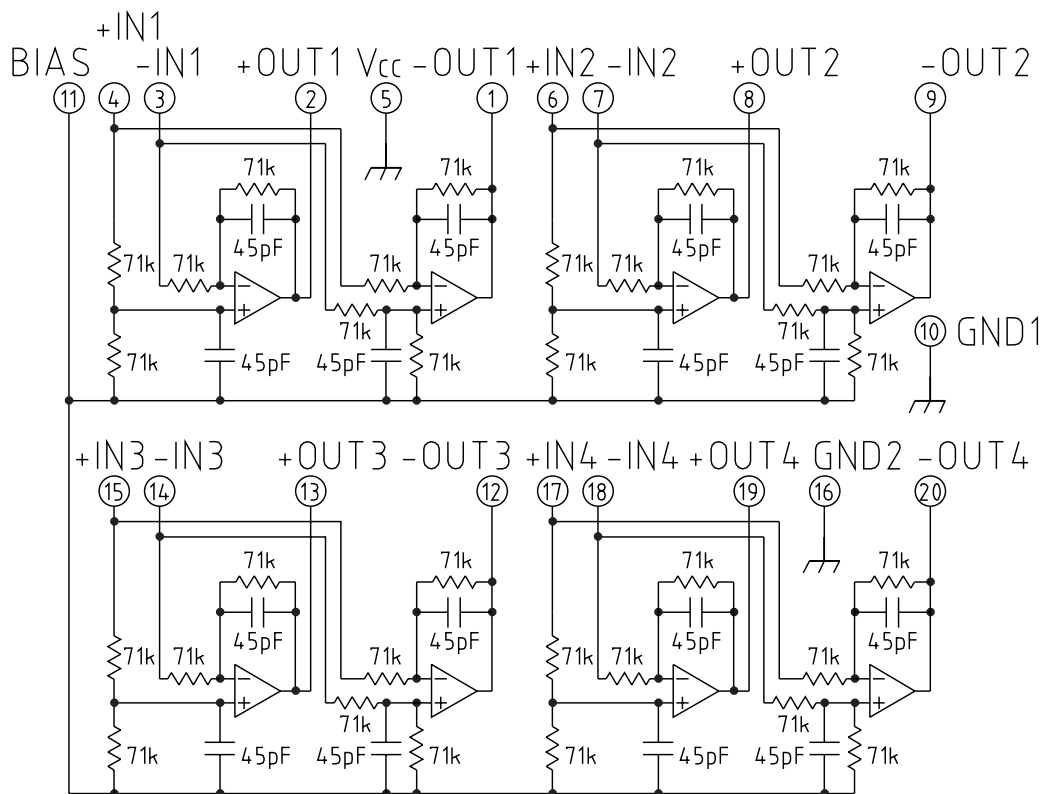 +IN1
BIAS -IN1 +OUT1 Vcc -OUT1 +IN2 -IN2 +OUT2 -OUT2
11 4 3 2 5 1 6 7 8 9
71k 71k 71k 71k
45pF 45pF 45pF 45pF
71k 71k 71k 71k 71k 71k
- - - -
+ + + +
71k 71k
10 GND1
71k 45pF 45pF 71k 71k 45pF 45pF 71k
+IN3 -IN3 +OUT3 -OUT3 +IN4 -IN4 +OUT4 GND2 -OUT4
15 14 13 12 17 18 19 16 20
71k 71k 71k 71k
45pF 45pF 45pF 45pF
71k 71k 71k 71k 71k 71k
- - - -
+ + + +
71k 71k
71k 45pF 45pF 71k 71k 45pF 45pF 71k